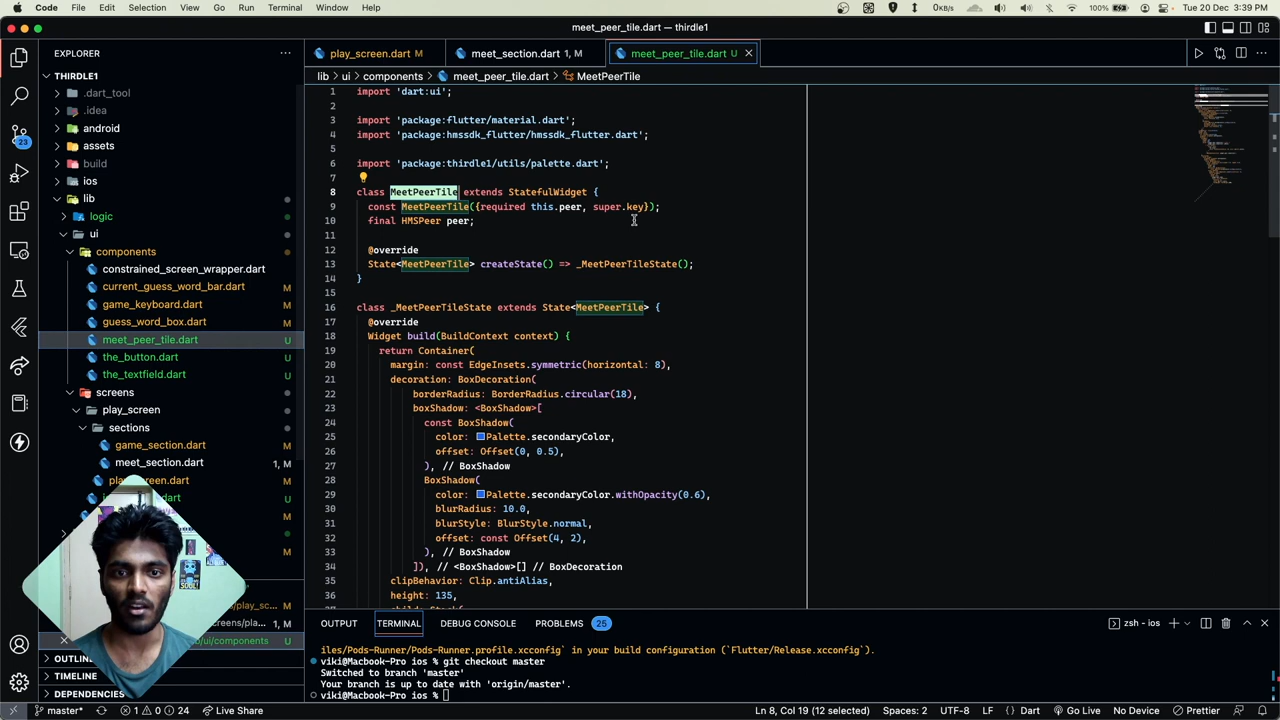 Code File Edit Selection View Go Run Terminal Window Help
0KB/s 100% Tue 20 Dec 3:39 PM
meet_peer_tile.dart — thirdle1
EXPLORER
THIRDLE1
.dart_tool
.idea
android
assets
build
ios
lib
logic
ui
components
constrained_screen_wrapper.dart
current_guess_word_bar.dart M
game_keyboard.dart M
guess_word_box.dart M
meet_peer_tile.dart U
the_button.dart U
the_textfield.dart U
screens
play_screen
sections
game_section.dart M
meet_section.dart 1, M
play_screen.dart M
U
M
M
/play_sc... M
1, M
U
OUTLINE
TIMELINE
DEPENDENCIES
23
play_screen.dart M meet_section.dart 1, M meet_peer_tile.dart U
lib > ui > components > meet_peer_tile.dart > MeetPeerTile
1 import 'dart:ui';
2
3 import 'package:flutter/material.dart';
4 import 'package:hmssdk_flutter/hmssdk_flutter.dart';
5
6 import 'package:thirdle1/utils/palette.dart';
7
8 class MeetPeerTile extends StatefulWidget {
9 const MeetPeerTile({required this.peer, super.key});
10 final HMSPeer peer;
11
12 @override
13 State<MeetPeerTile> createState() => _MeetPeerTileState();
14 }
15
16 class _MeetPeerTileState extends State<MeetPeerTile> {
17 @override
18 Widget build(BuildContext context) {
19 return Container(
20 margin: const EdgeInsets.symmetric(horizontal: 8),
21 decoration: BoxDecoration(
22 borderRadius: BorderRadius.circular(18),
23 boxShadow: <BoxShadow>[
24 const BoxShadow(
25 color: Palette.secondaryColor,
26 offset: Offset(0, 0.5),
27 ), // BoxShadow
28 BoxShadow(
29 color: Palette.secondaryColor.withOpacity(0.6),
30 blurRadius: 10.0,
31 blurStyle: BlurStyle.normal,
32 offset: const Offset(4, 2),
33 ), // BoxShadow
34 ]), // <BoxShadow>[] // BoxDecoration
35 clipBehavior: Clip.antiAlias,
36 height: 135,
OUTPUT TERMINAL DEBUG CONSOLE PROBLEMS 25 zsh - ios
iles/Pods-Runner/Pods-Runner.profile.xcconfig` in your build configuration (`Flutter/Release.xcconfig`).
viki@Macbook-Pro ios % git checkout master
Switched to branch 'master'
Your branch is up to date with 'origin/master'.
viki@Macbook-Pro ios %
master* 1 0 24 Live Share Ln 8, Col 19 (12 selected) Spaces: 2 UTF-8 LF Dart Go Live No Device Prettier